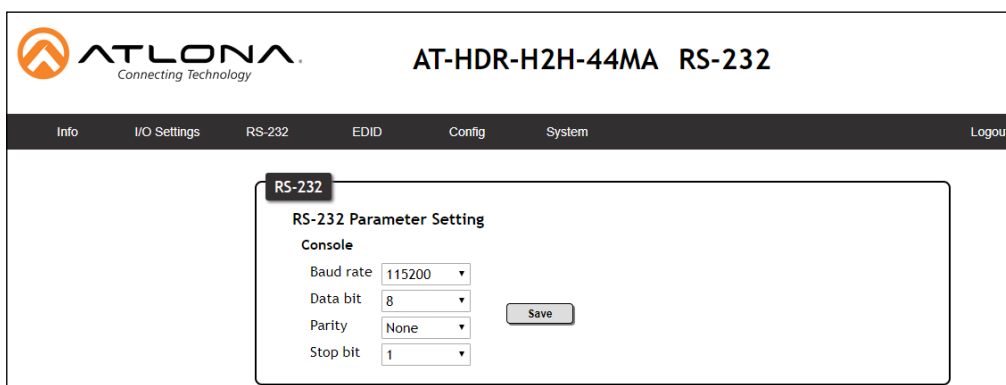 ATLONA.
Connecting Technology
AT-HDR-H2H-44MA RS-232
Info I/O Settings RS-232 EDID Config System Logout
RS-232
RS-232 Parameter Setting
Console
Baud rate 115200
Data bit 8
Save
Parity None
Stop bit 1